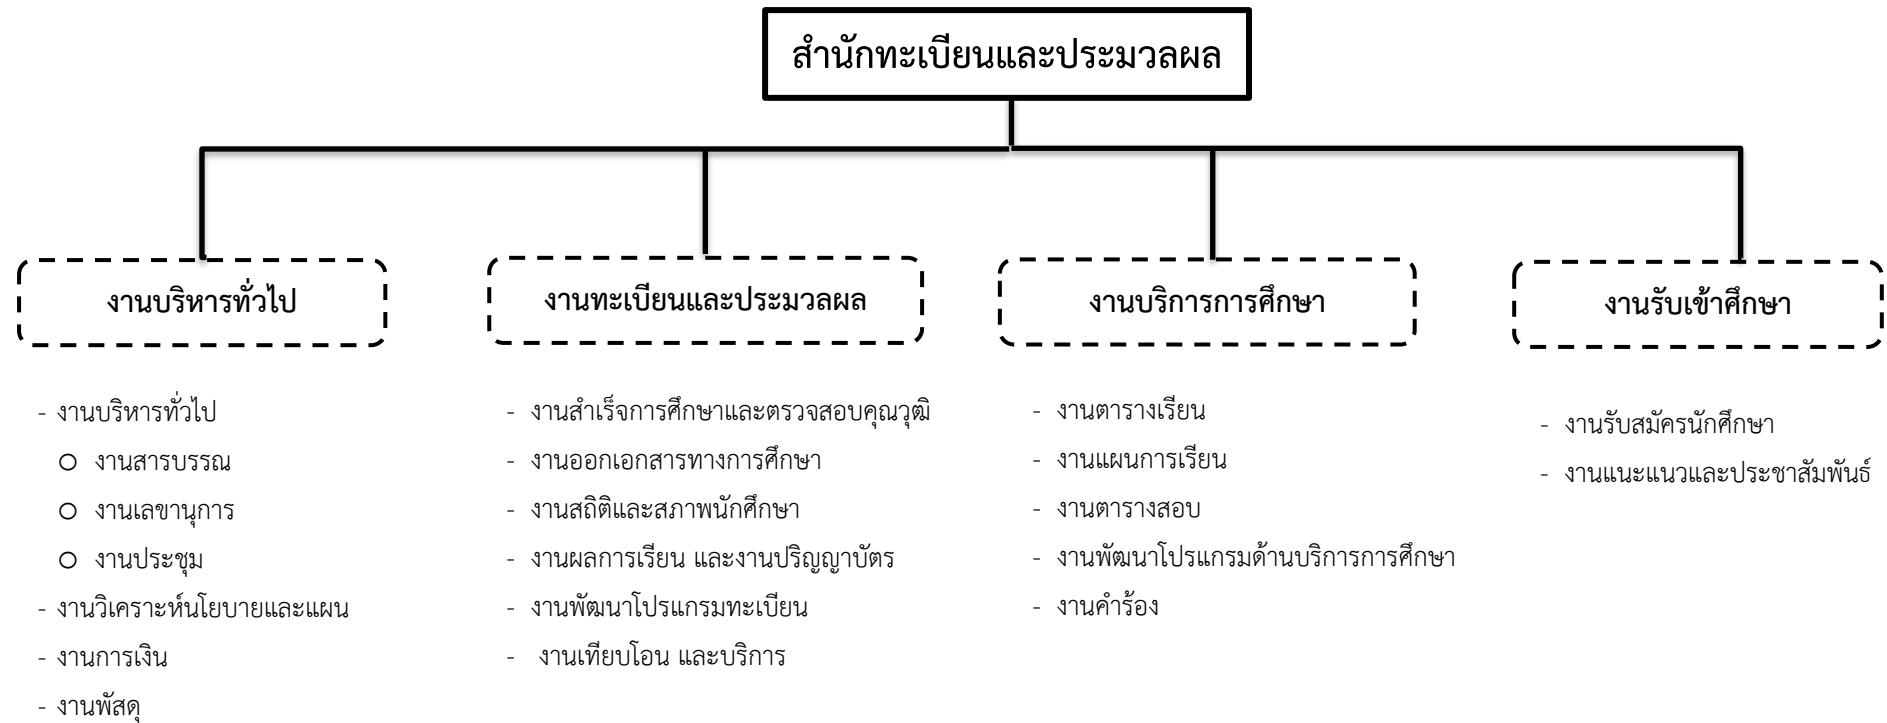 สำนักทะเบียนและประมวลผล
งานบริหารทั่วไป
- งานบริหารทั่วไป
o งานสารบรรณ
o งานเลขานุการ
o งานประชุม
- งานวิเคราะห์นโยบายและแผน
- งานการเงิน
- งานพัสดุ
งานทะเบียนและประมวลผล
- งานสำเร็จการศึกษาและตรวจสอบคุณวุฒิ
- งานออกเอกสารทางการศึกษา
- งานสถิติและสภาพนักศึกษา
- งานผลการเรียน และงานปริญญาบัตร
- งานพัฒนาโปรแกรมทะเบียน
- งานเทียบโอน และบริการ
งานบริการการศึกษา
- งานตารางเรียน
- งานแผนการเรียน
- งานตารางสอบ
- งานพัฒนาโปรแกรมด้านบริการการศึกษา
- งานคำร้อง
งานรับเข้าศึกษา
- งานรับสมัครนักศึกษา
- งานแนะแนวและประชาสัมพันธ์